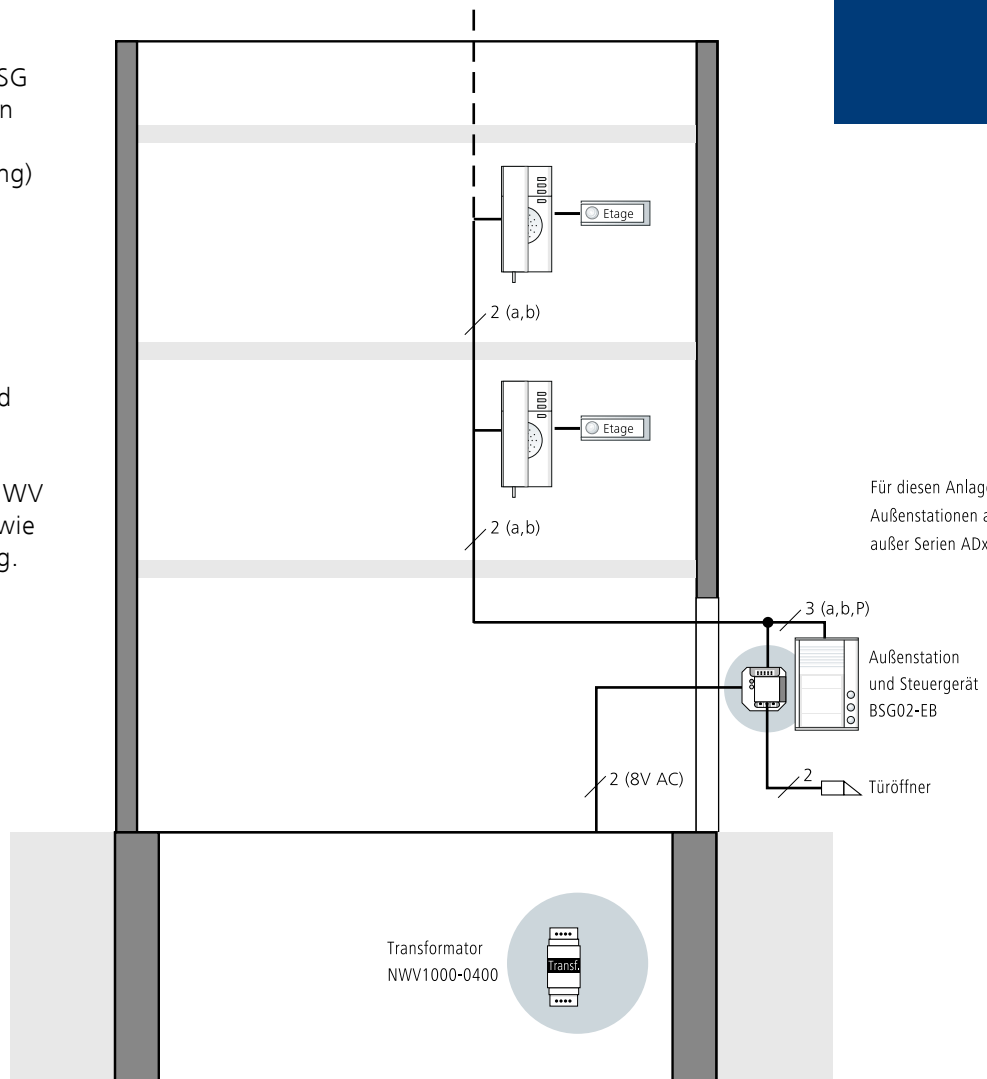 SG
n
ng)
d
WV
wie
g.
Etage
2 (a,b)
Etage
2 (a,b)
Für diesen Anlage
Außenstationen a
außer Serien ADx
3 (a,b,P)
Außenstation
und Steuergerät
BSG02-EB
2 (8V AC)
2
Türöffner
Transformator
NWV1000-0400
Transf.